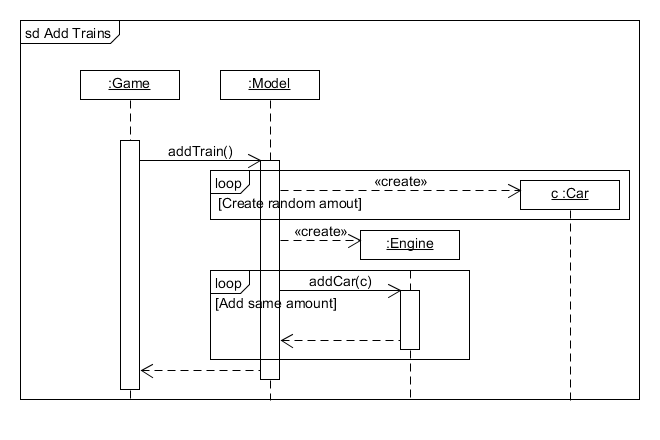 sd Add Trains
:Game
:Model
addTrain()
loop
«create»
c :Car
[Create random amout]
«create»
:Engine
loop
addCar(c)
[Add same amount]